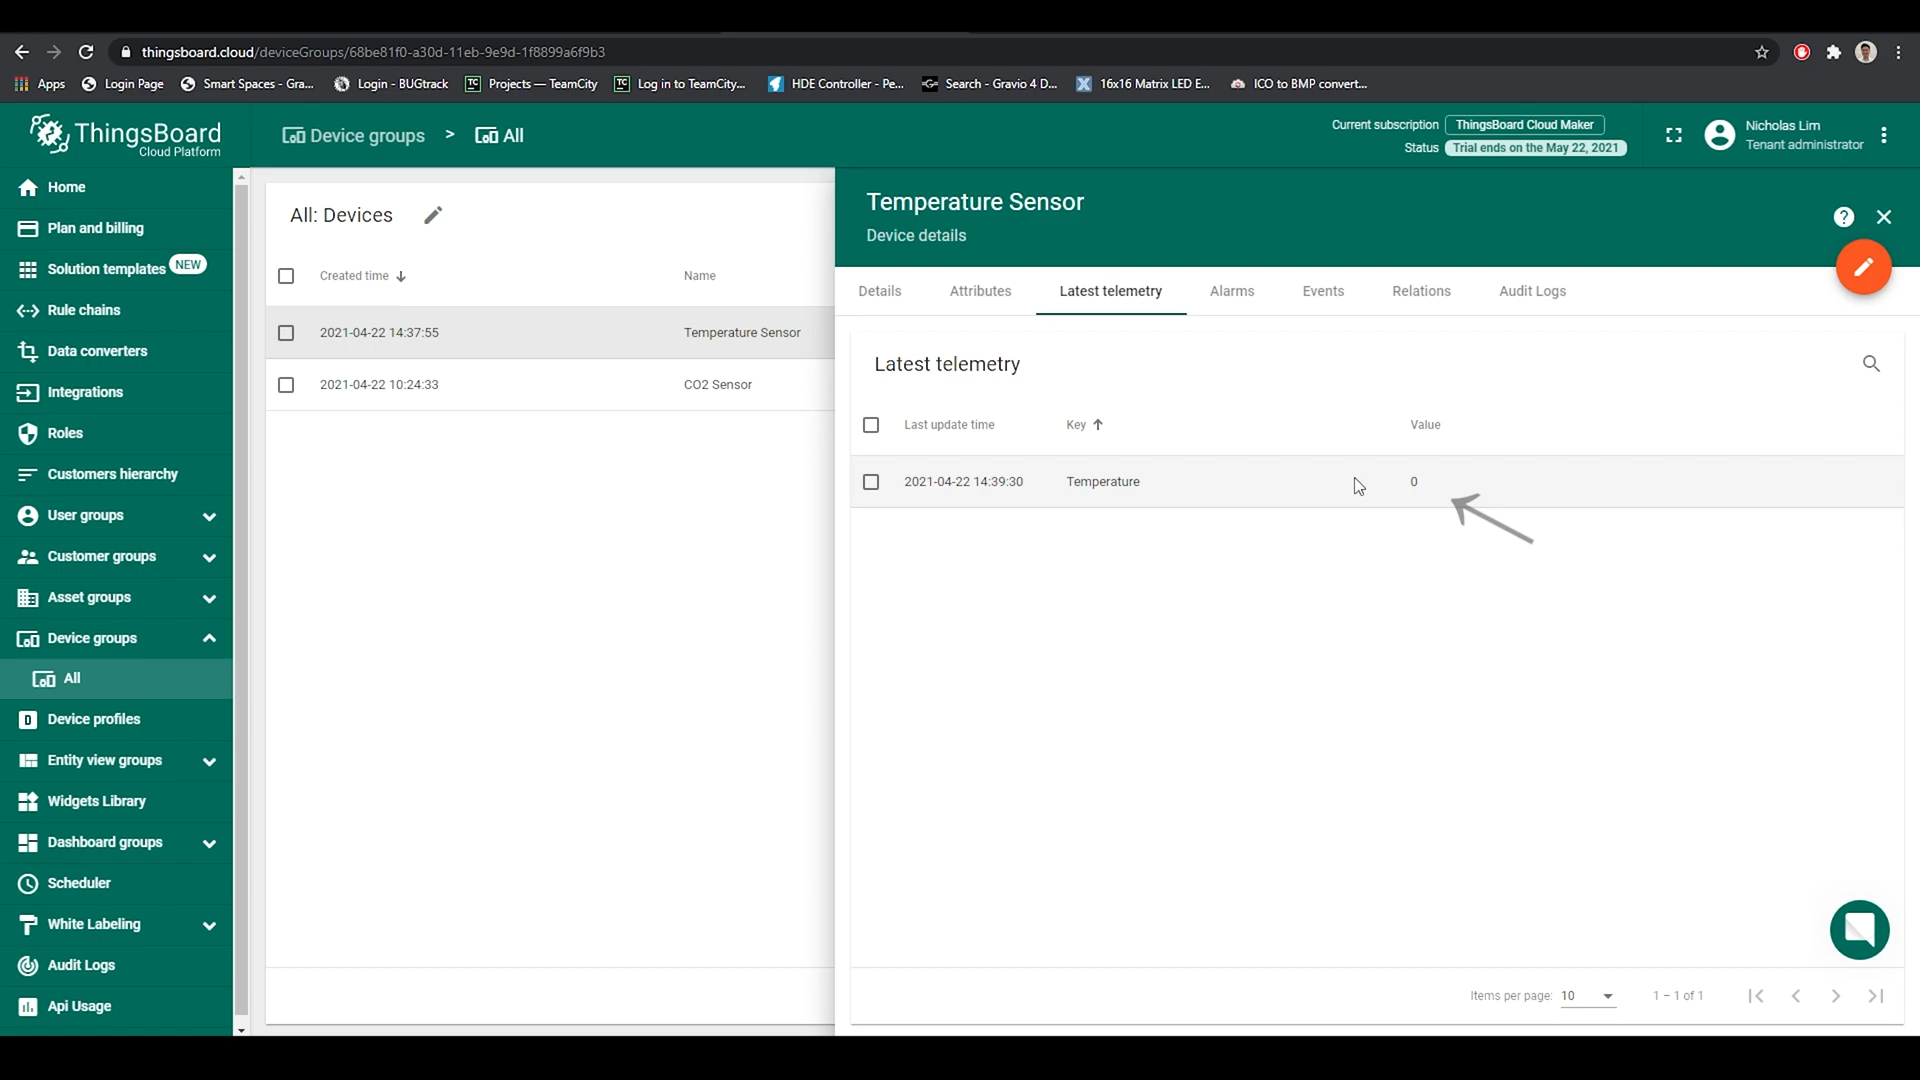 thingsboard.cloud/deviceGroups/68be81f0-a30d-11eb-9e9d-1f8899a6f9b3
Apps
Login Page
Smart Spaces - Gra...
Login - BUGtrack
TC Projects — TeamCity
TC Log in to TeamCity...
HDE Controller - Pe...
Search - Gravio 4 D...
16x16 Matrix LED E...
ICO to BMP convert...
ThingsBoard
Cloud Platform
Device groups > All
Current subscription ThingsBoard Cloud Maker
Status Trial ends on the May 22, 2021
Nicholas Lim
Tenant administrator
Home
Plan and billing
Solution templates NEW
Rule chains
Data converters
Integrations
Roles
Customers hierarchy
User groups
Customer groups
Asset groups
Device groups
All
Device profiles
Entity view groups
Widgets Library
Dashboard groups
Scheduler
White Labeling
Audit Logs
Api Usage
All: Devices
Created time Name
2021-04-22 14:37:55 Temperature Sensor
2021-04-22 10:24:33 CO2 Sensor
Temperature Sensor
Device details
Details Attributes Latest telemetry Alarms Events Relations Audit Logs
Latest telemetry
Last update time Key Value
2021-04-22 14:39:30 Temperature 0
Items per page: 10 1 – 1 of 1